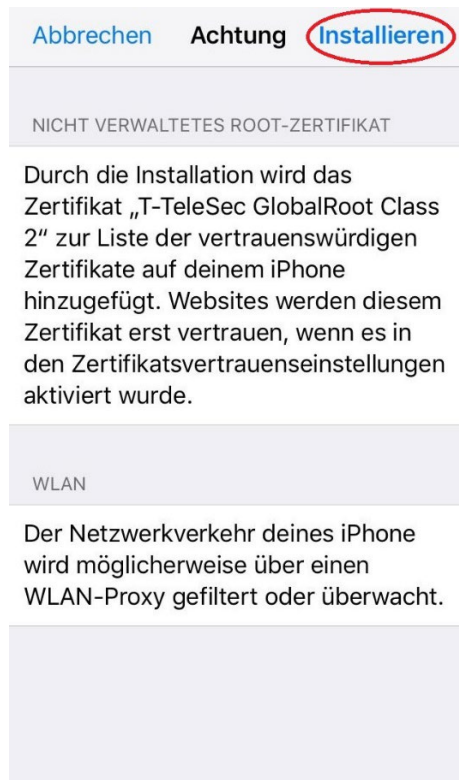 Abbrechen Achtung Installieren
NICHT VERWALTETES ROOT-ZERTIFIKAT
Durch die Installation wird das
Zertifikat „T-TeleSec GlobalRoot Class
2“ zur Liste der vertrauenswürdigen
Zertifikate auf deinem iPhone
hinzugefügt. Websites werden diesem
Zertifikat erst vertrauen, wenn es in
den Zertifikatsvertrauenseinstellungen
aktiviert wurde.
WLAN
Der Netzwerkverkehr deines iPhone
wird möglicherweise über einen
WLAN-Proxy gefiltert oder überwacht.